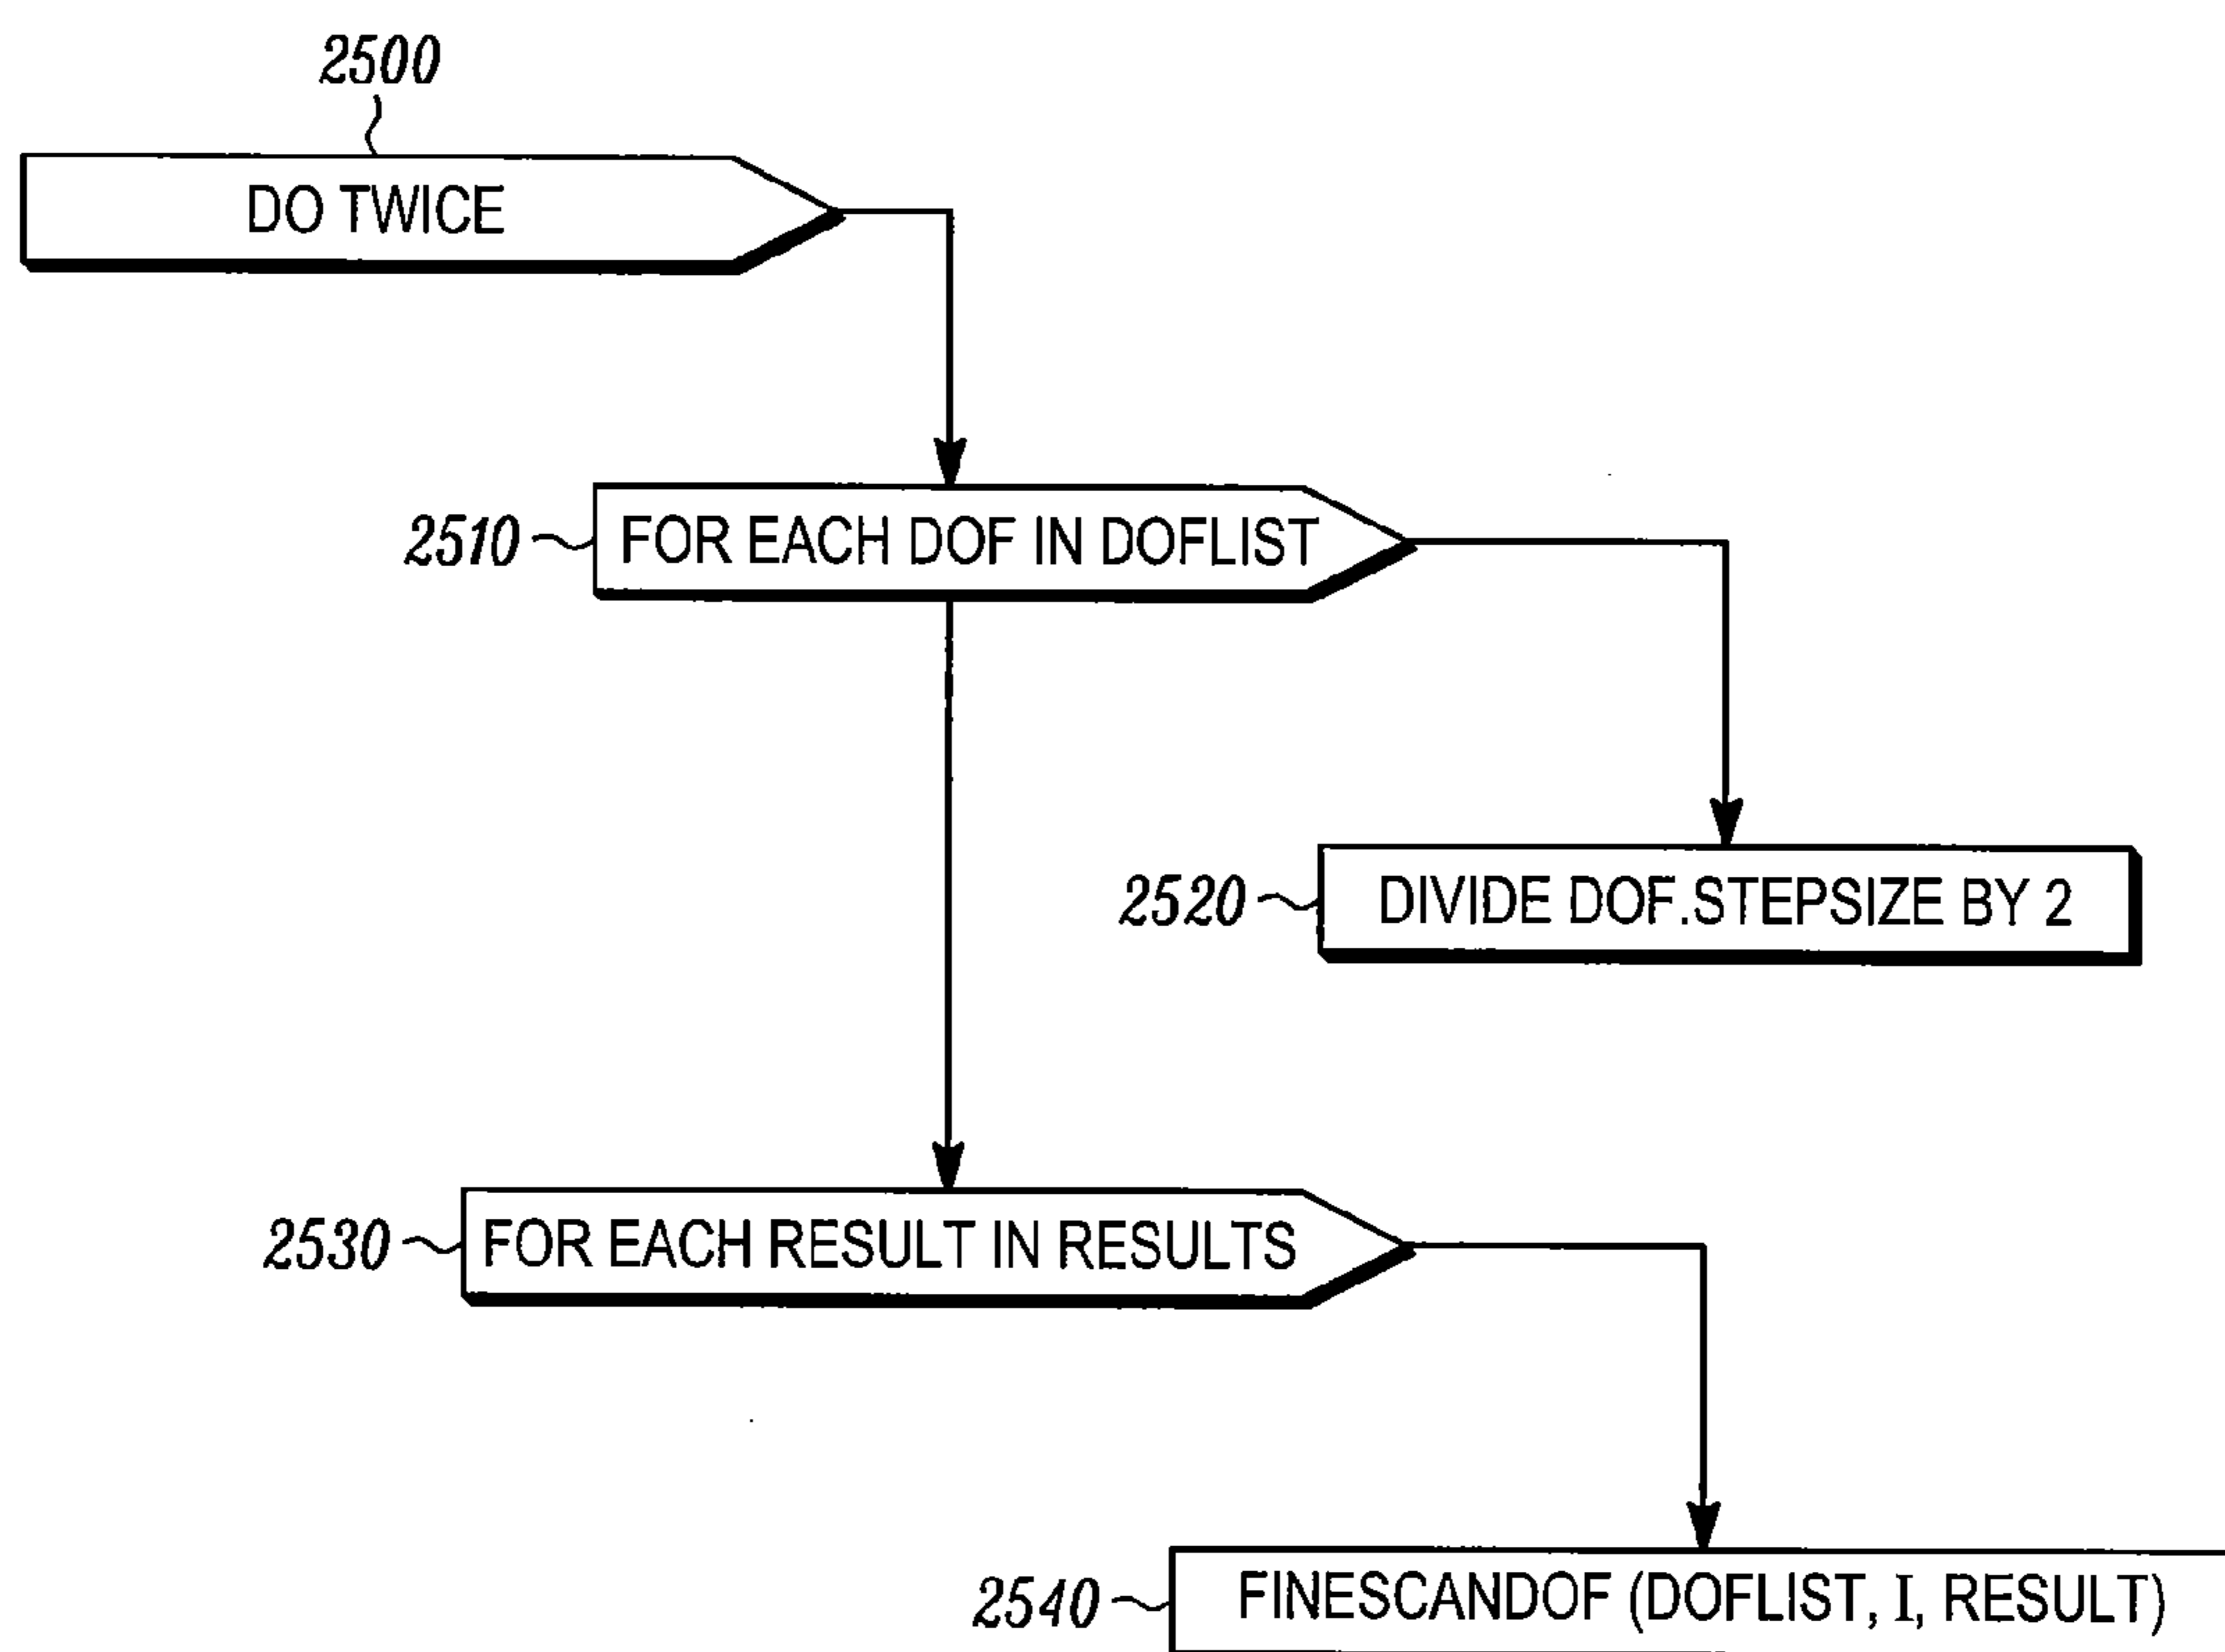 2500
DO TWICE
2510
FOR EACH DOF IN DOFLIST
2520
DIVIDE DOF.STEPSIZE BY 2
2530
FOR EACH RESULT IN RESULTS
2540
FINESCANDOF (DOFLIST, I, RESULT)